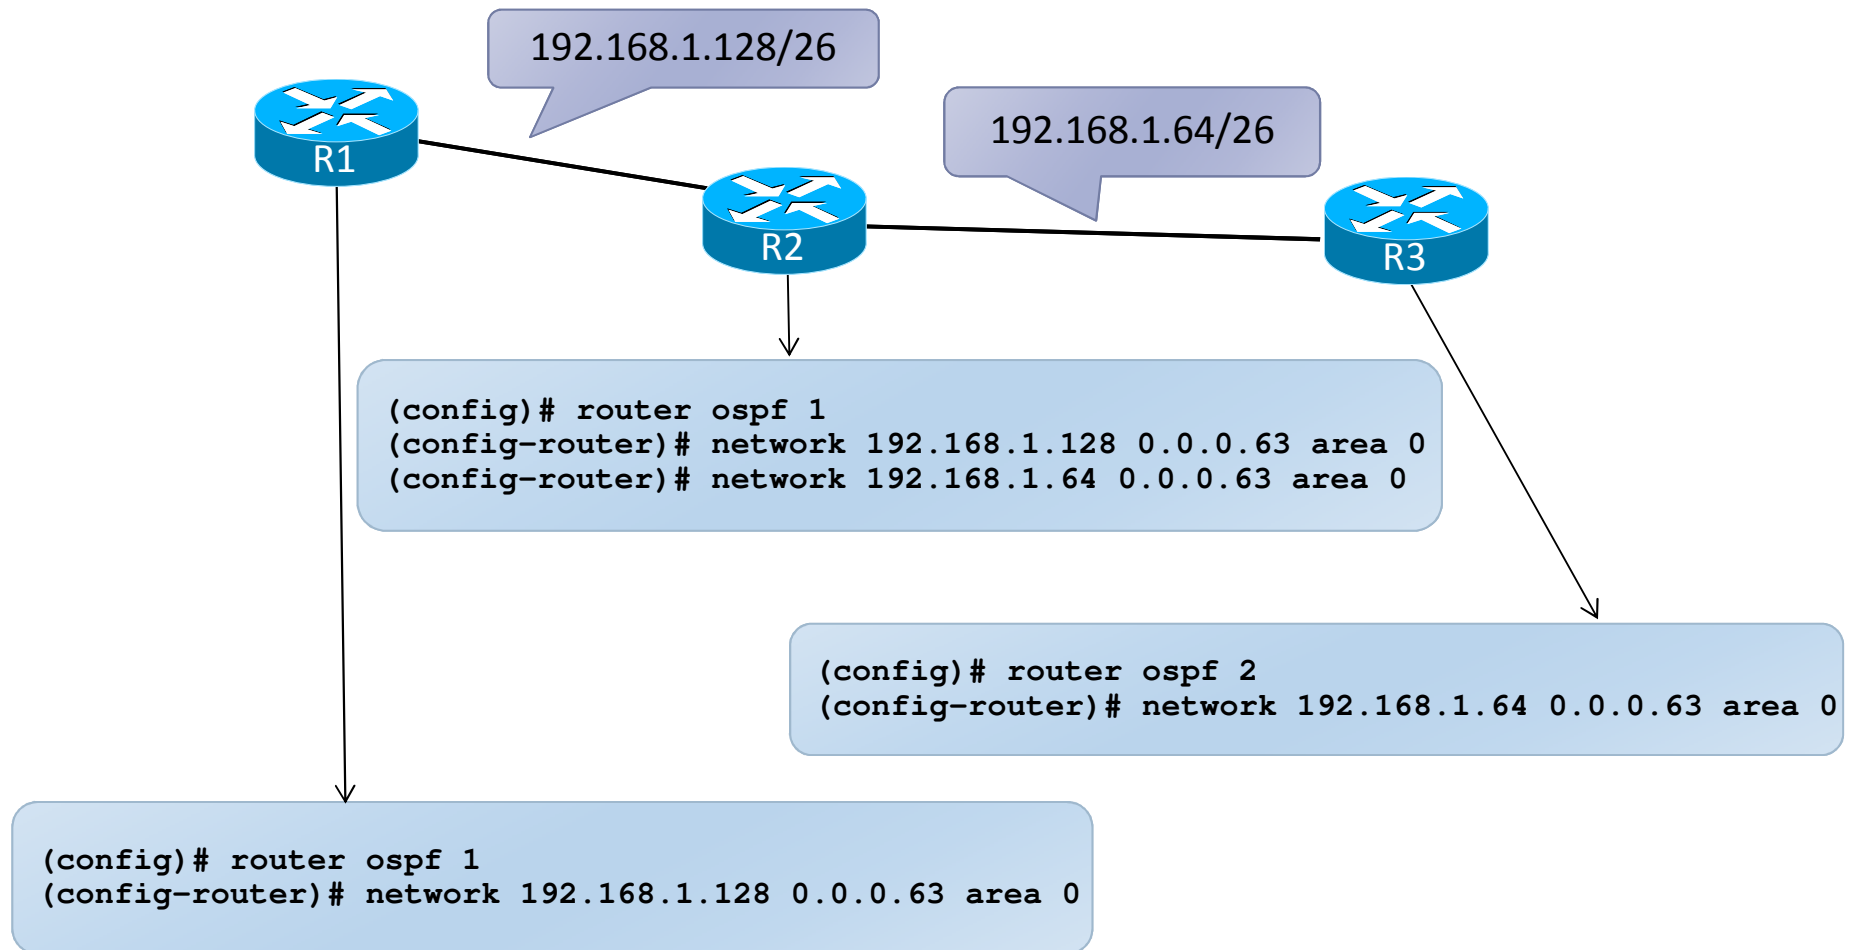 192.168.1.128/26
192.168.1.64/26
R1
R2
R3
(config)# router ospf 1
(config-router)# network 192.168.1.128 0.0.0.63 area 0
(config-router)# network 192.168.1.64 0.0.0.63 area 0
(config)# router ospf 2
(config-router)# network 192.168.1.64 0.0.0.63 area 0
(config)# router ospf 1
(config-router)# network 192.168.1.128 0.0.0.63 area 0